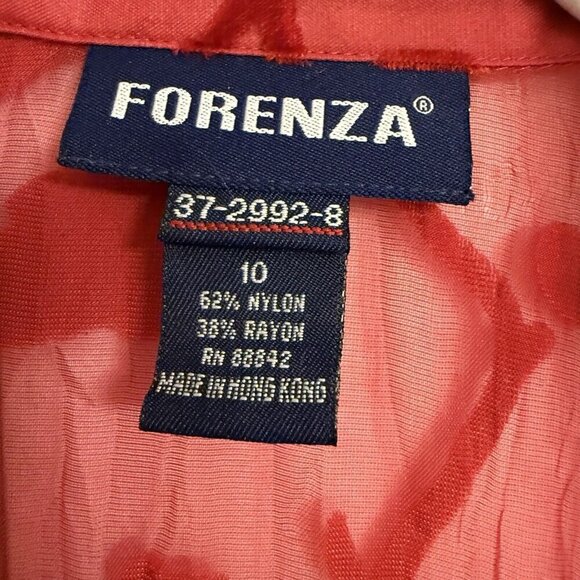 FORENZA®
37-2992-8
10
62% NYLON
38% RAYON
RN 88842
MADE IN HONG KONG